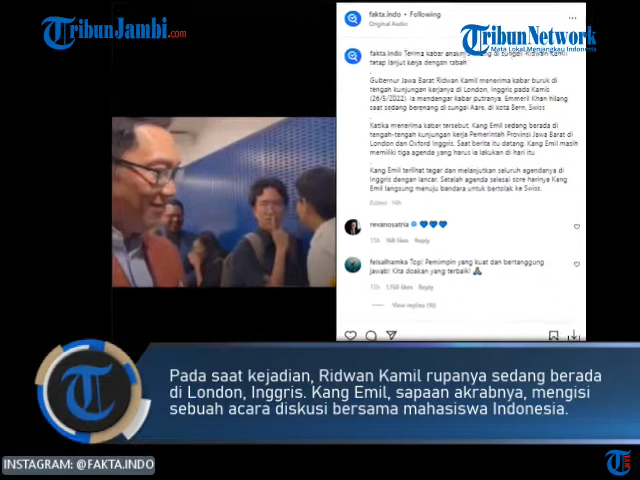 TribunJambi.com
TribunNetwork
Mata Lokal Menjangkau Indonesia
fakta.indo • Following
Original Audio
fakta.indo Terima kabar anaknya hilang di sungai Ridwan Kamil
tetap lanjut kerja dengan tabah
.
Gubernur Jawa Barat Ridwan Kamil menerima kabar buruk di
tengah kunjungan kerjanya di London, Inggris pada Kamis
(26/5/2022). Ia mendengar kabar putranya, Emmeril Khan hilang
saat sedang berenang di sungai Aare, di kota Bern, Swiss
.
Katika menerima kabar tersebut, Kang Emil sedang berada di
tengah-tengah kunjungan kerja Pemerintah Provinsi Jawa Barat di
London dan Oxford Inggris. Saat berita itu datang, Kang Emil masih
memiliki tiga agenda yang harus ia lakukan di hari itu
.
Kang Emil terlihat tegar dan melanjutkan seluruh agendanya di
Inggris dengan lancar. Setelah agenda selesai sore harinya Kang
Emil langsung menuju bandara untuk bertolak ke Swiss.
Edited · 16h
revanosatria 💙💙💙
15h 168 likes Reply
faisalhamka Top! Pemimpin yang kuat dan bertanggung
jawab! Kita doakan yang terbaik! 🙏
15h Reply
View replies
Pada saat kejadian, Ridwan Kamil rupanya sedang berada
di London, Inggris. Kang Emil, sapaan akrabnya, mengisi
sebuah acara diskusi bersama mahasiswa Indonesia.
INSTAGRAM: @FAKTA.INDO